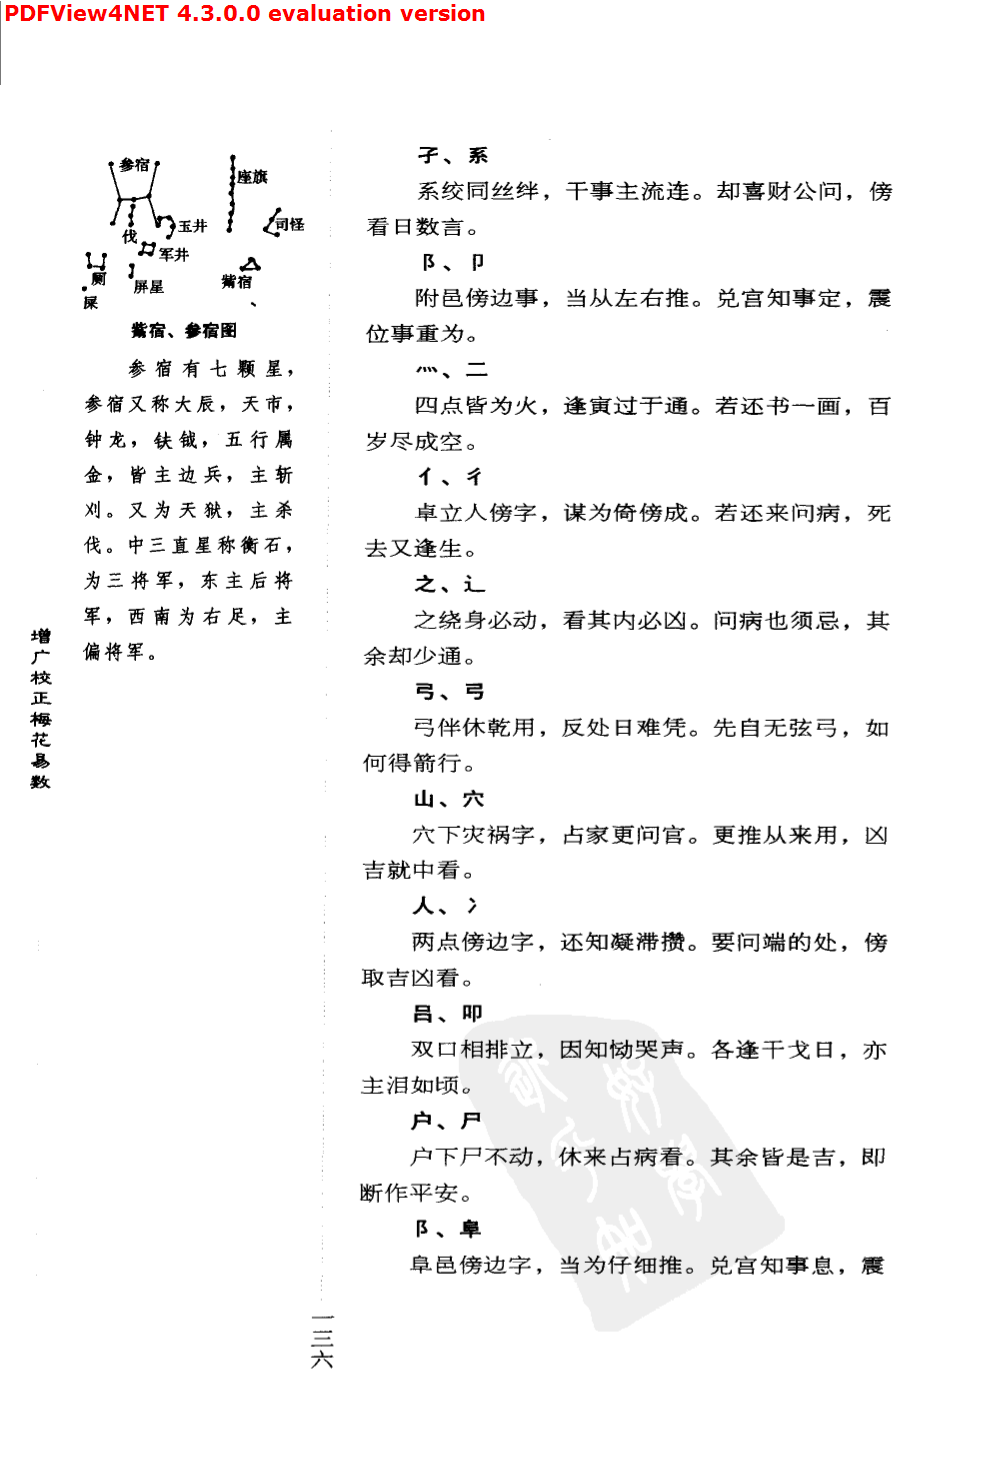 PDFView4NET 4.3.0.0 evaluation version
参宿
座旗
玉井
司怪
伐
军井
厕
屏星
觜宿
屎
觜宿、参宿图
参宿有七颗星，
参宿又称大辰，天市，
钟龙，铁钺，五行属
金，皆主边兵，主斩
刈。又为天狱，主杀
伐。中三直星称衡石，
为三将军，东主后将
军，西南为右足，主
偏将军。
增广校正梅花易数
孑、系
系绞同丝绊，干事主流连。却喜财公问，傍
看日数言。
阝、卩
附邑傍边事，当从左右推。兑宫知事定，震
位事重为。
灬、二
四点皆为火，逢寅过于通。若还书一画，百
岁尽成空。
亻、彳
卓立人傍字，谋为倚傍成。若还来问病，死
去又逢生。
之、辶
之绕身必动，看其内必凶。问病也须忌，其
余却少通。
弓、弓
弓伴休乾用，反处日难凭。先自无弦弓，如
何得箭行。
山、穴
穴下灾祸字，占家更问官。更推从来用，凶
吉就中看。
人、冫
两点傍边字，还知凝滞攒。要问端的处，傍
取吉凶看。
吕、吅
双口相排立，因知恸哭声。各逢干戈日，亦
主泪如顷。
户、尸
户下尸不动，休来占病看。其余皆是吉，即
断作平安。
阝、阜
阜邑傍边字，当为仔细推。兑宫知事息，震
一三六